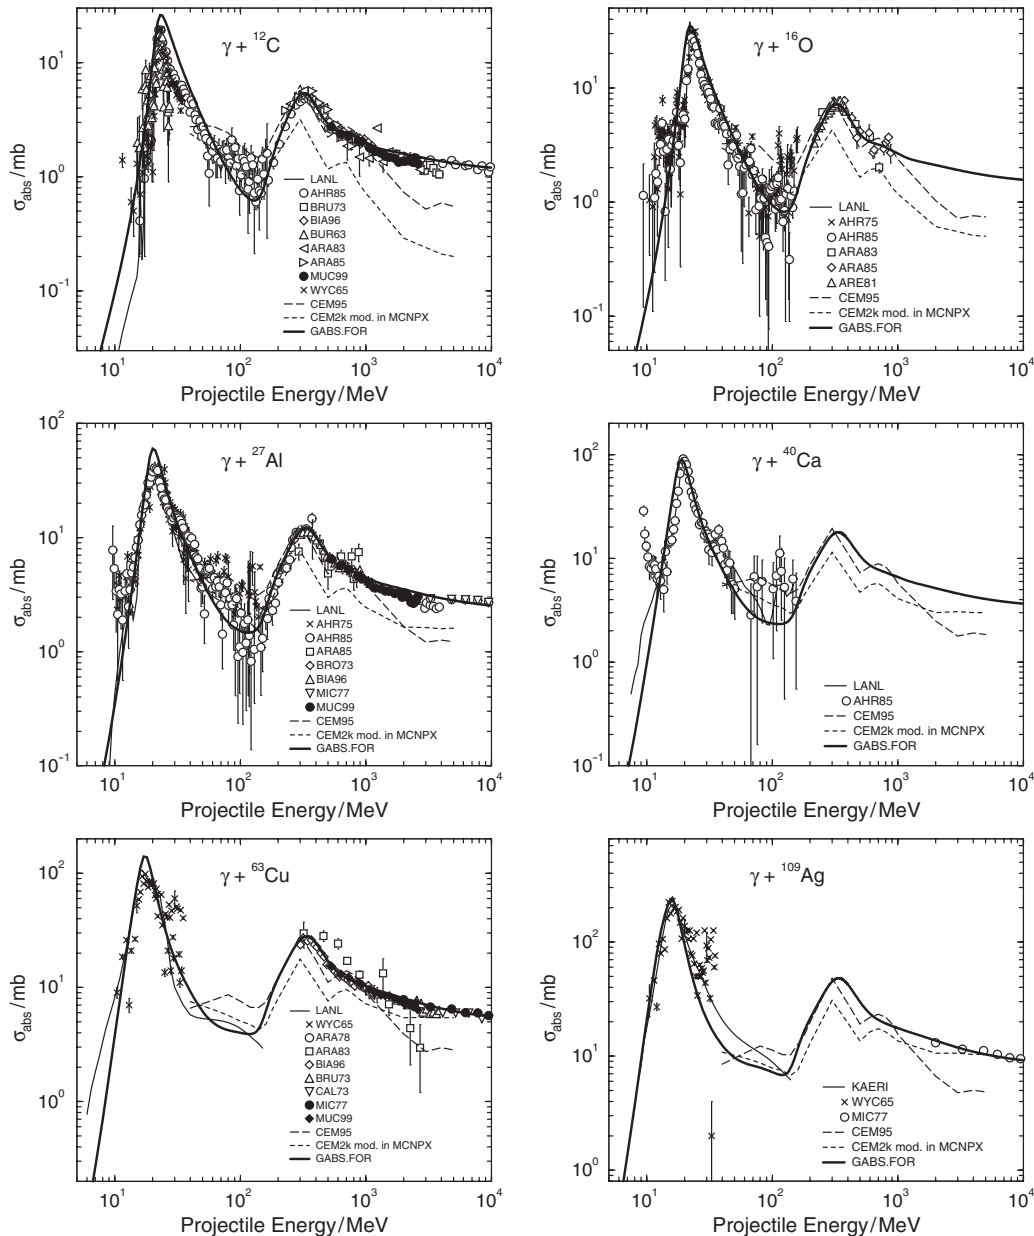 γ + ¹²C
σabs/mb
10²
10¹
10⁰
10⁻¹
LANL
AHR85
BRU73
BIA96
BUR63
ARA83
ARA85
MUC99
WYC65
CEM95
CEM2k mod. in MCNPX
GABS.FOR
10¹ 10² 10³ 10⁴
Projectile Energy/MeV
γ + ¹⁶O
σabs/mb
10¹
10⁰
10⁻¹
LANL
AHR75
AHR85
ARA83
ARA85
ARE81
CEM95
CEM2k mod. in MCNPX
GABS.FOR
10¹ 10² 10³ 10⁴
Projectile Energy/MeV
γ + ²⁷Al
σabs/mb
10²
10¹
10⁰
10⁻¹
LANL
AHR75
AHR85
ARA85
BRO73
BIA96
MIC77
MUC99
CEM95
CEM2k mod. in MCNPX
GABS.FOR
10¹ 10² 10³ 10⁴
Projectile Energy/MeV
γ + ⁴⁰Ca
σabs/mb
10²
10¹
10⁰
10⁻¹
LANL
AHR85
CEM95
CEM2k mod. in MCNPX
GABS.FOR
10¹ 10² 10³ 10⁴
Projectile Energy/MeV
γ + ⁶³Cu
σabs/mb
10²
10¹
10⁰
LANL
WYC65
ARA78
ARA83
BIA96
BRU73
CAL73
MIC77
MUC99
CEM95
CEM2k mod. in MCNPX
GABS.FOR
10¹ 10² 10³ 10⁴
Projectile Energy/MeV
γ + ¹⁰⁹Ag
σabs/mb
10²
10¹
10⁰
KAERI
WYC65
MIC77
CEM95
CEM2k mod. in MCNPX
GABS.FOR
10¹ 10² 10³ 10⁴
Projectile Energy/MeV